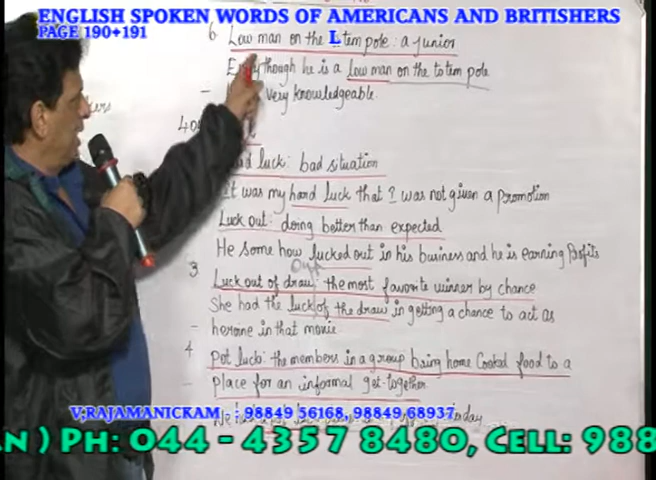 ENGLISH SPOKEN WORDS OF AMERICANS AND BRITISHERS
PAGE 190+191
L
6 Low man on the totem pole: a junior
though he is a low man on the totem pole
very knowledgeable.
luck: bad situation
It was my hard luck that I was not given a promotion
Luck out: doing better than expected
He some how lucked out in his business and he is earning Profits
3 Luck out of draw: the most favorite winner by chance
She had the luck of the draw in getting a chance to act as
- heroine in that movie
4 Pot luck: the members in a group bring home Cooked food to a
- Place for an informal get-together
V;RAJAMANICKAM : 98849 56168, 98849 68937
today
AN ) PH: 044 - 4357 8480, CELL: 988